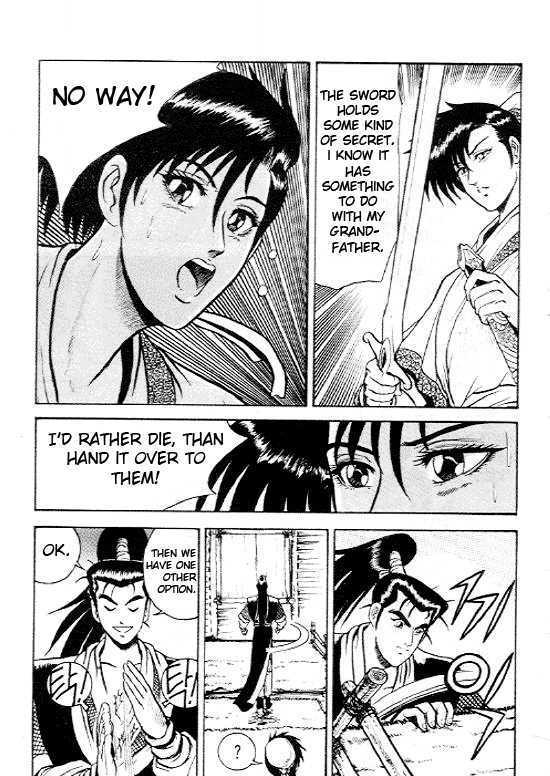 THE SWORD
HOLDS
SOME KIND
OF SECRET.
I KNOW IT
HAS
SOMETHING
TO DO
WITH MY
GRAND-
FATHER.
NO WAY!
I'D RATHER DIE, THAN
HAND IT OVER TO
THEM!
?
THEN WE
HAVE ONE
OTHER
OPTION.
OK.